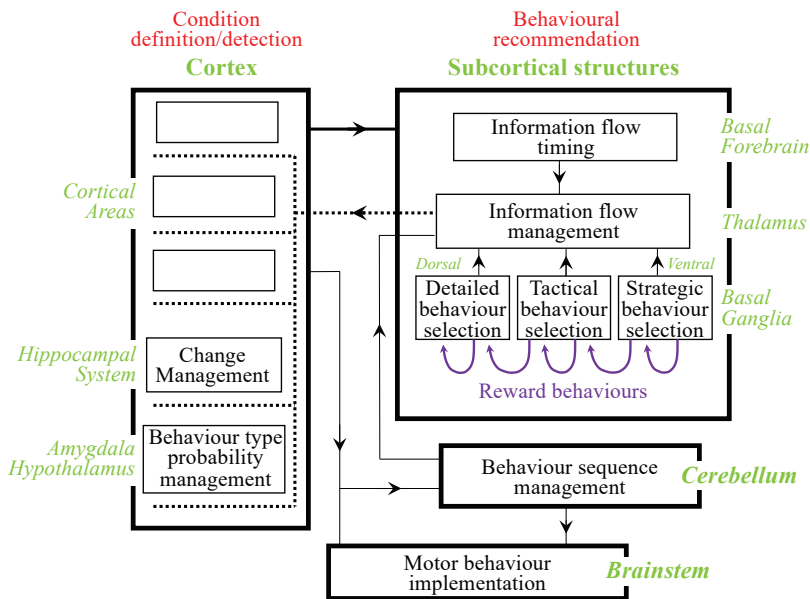 Condition
definition/detection
Behavioural
recommendation
Cortex
Subcortical structures
Information flow
timing
Basal
Forebrain
Cortical
Areas
Information flow
management
Thalamus
Dorsal
Ventral
Detailed
behaviour
selection
Tactical
behaviour
selection
Strategic
behaviour
selection
Basal
Ganglia
Reward behaviours
Hippocampal
System
Change
Management
Amygdala
Hypothalamus
Behaviour type
probability
management
Behaviour sequence
management
Cerebellum
Motor behaviour
implementation
Brainstem